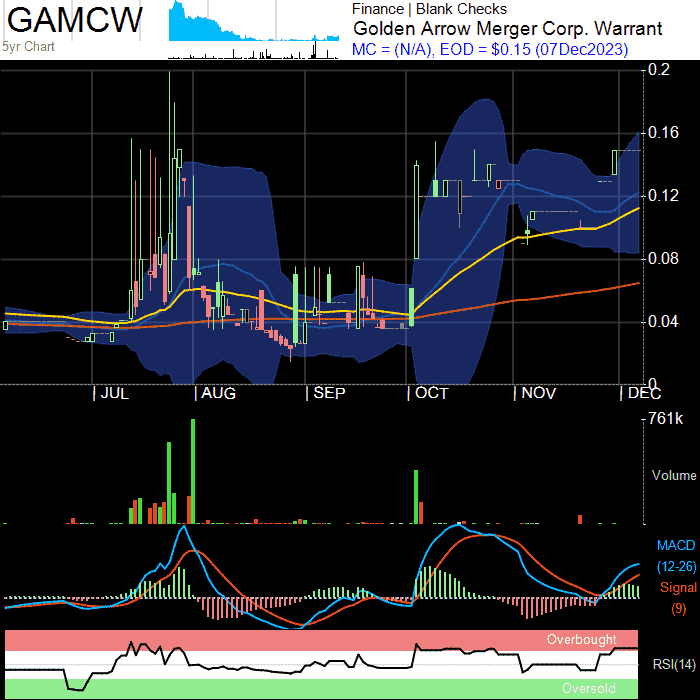 GAMCW
5yr Chart
Finance | Blank Checks
Golden Arrow Merger Corp. Warrant
MC = (N/A), EOD = $0.15 (07Dec2023)
0.2
0.16
0.12
0.08
0.04
0
JUL AUG SEP OCT NOV DEC
761k
Volume
MACD
(12-26)
Signal
(9)
Overbought
RSI(14)
Oversold